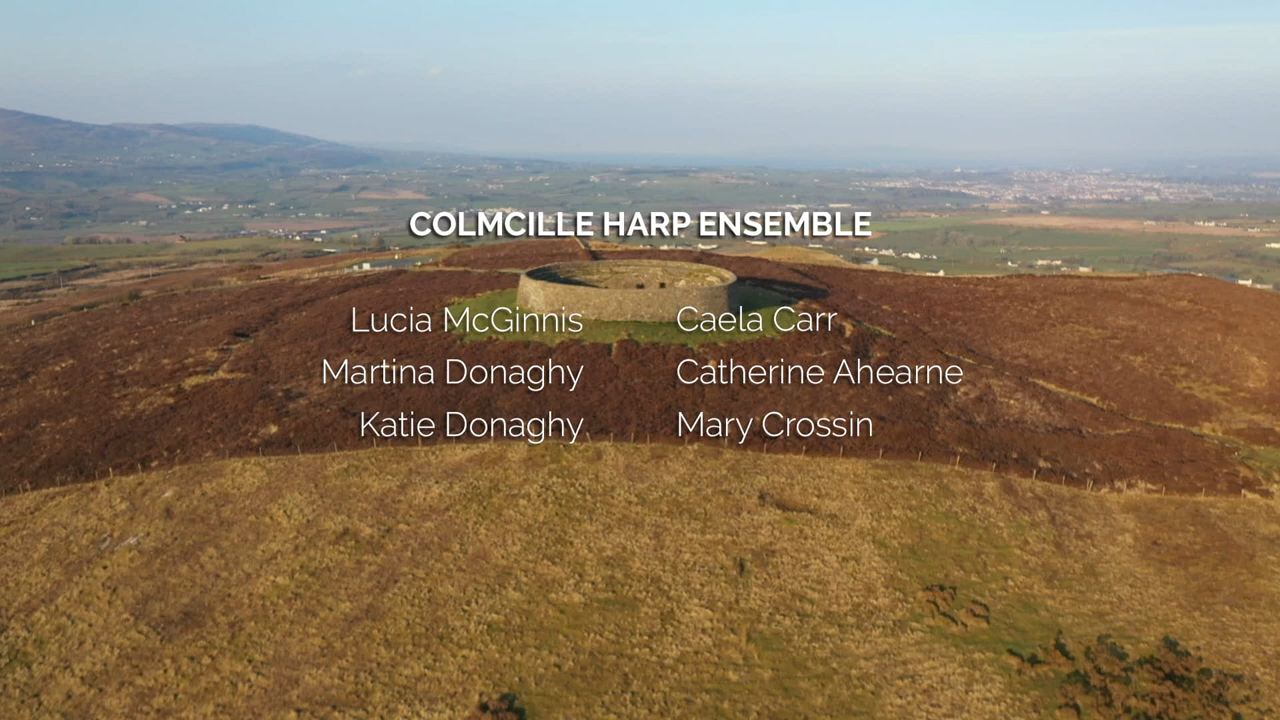 COLMCILLE HARP ENSEMBLE
Lucia McGinnis Caela Carr
Martina Donaghy Catherine Ahearne
Katie Donaghy Mary Crossin